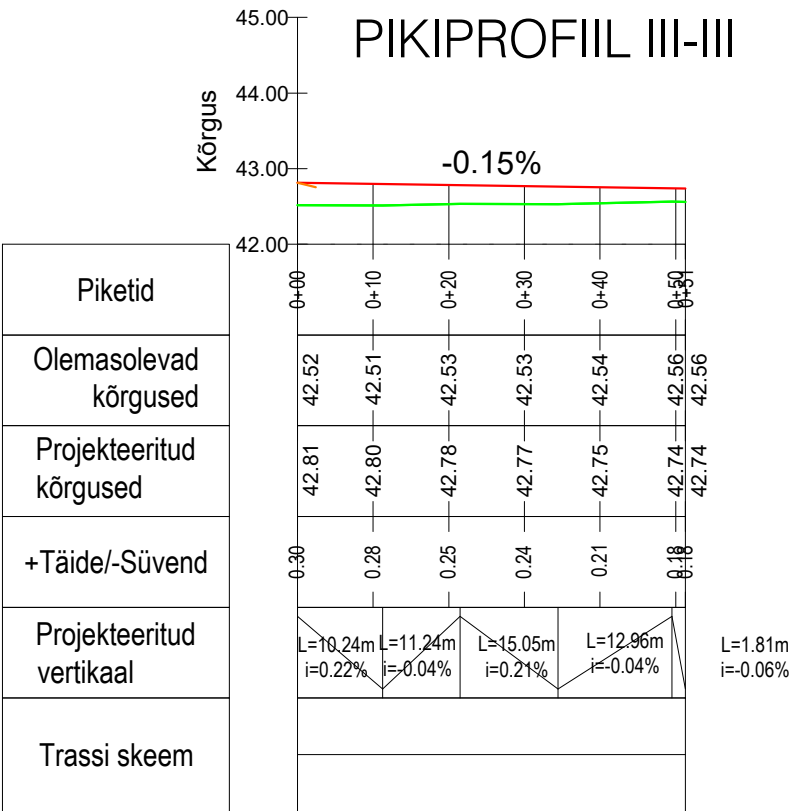 PIKIPROFIIL III-III
Kõrgus
45.00
44.00
43.00
42.00
-0.15%
Piketid
0+00 0+10 0+20 0+30 0+40 0+50 0+51
Olemasolevad
kõrgused
42.52 42.51 42.53 42.53 42.54 42.56 42.56
Projekteeritud
kõrgused
42.81 42.80 42.78 42.77 42.75 42.74 42.74
+Täide/-Süvend
0.30 0.28 0.25 0.24 0.21 0.18 0.18
Projekteeritud
vertikaal
L=10.24m L=11.24m L=15.05m L=12.96m L=1.81m
i=0.22% i=-0.04% i=0.21% i=-0.04% i=-0.06%
Trassi skeem